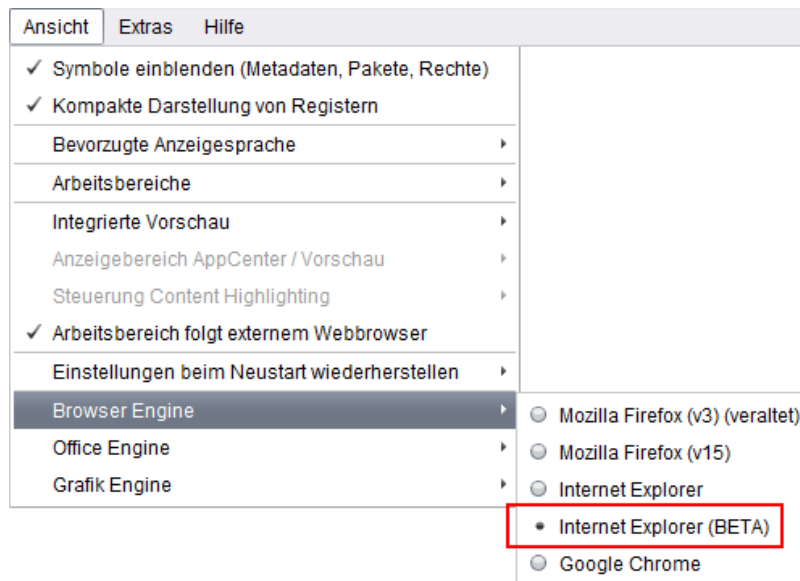 Ansicht Extras Hilfe
Symbole einblenden (Metadaten, Pakete, Rechte)
Kompakte Darstellung von Registern
Bevorzugte Anzeigesprache
Arbeitsbereiche
Integrierte Vorschau
Anzeigebereich AppCenter / Vorschau
Steuerung Content Highlighting
Arbeitsbereich folgt externem Webbrowser
Einstellungen beim Neustart wiederherstellen
Browser Engine
Office Engine
Grafik Engine
Mozilla Firefox (v3) (veraltet)
Mozilla Firefox (v15)
Internet Explorer
Internet Explorer (BETA)
Google Chrome